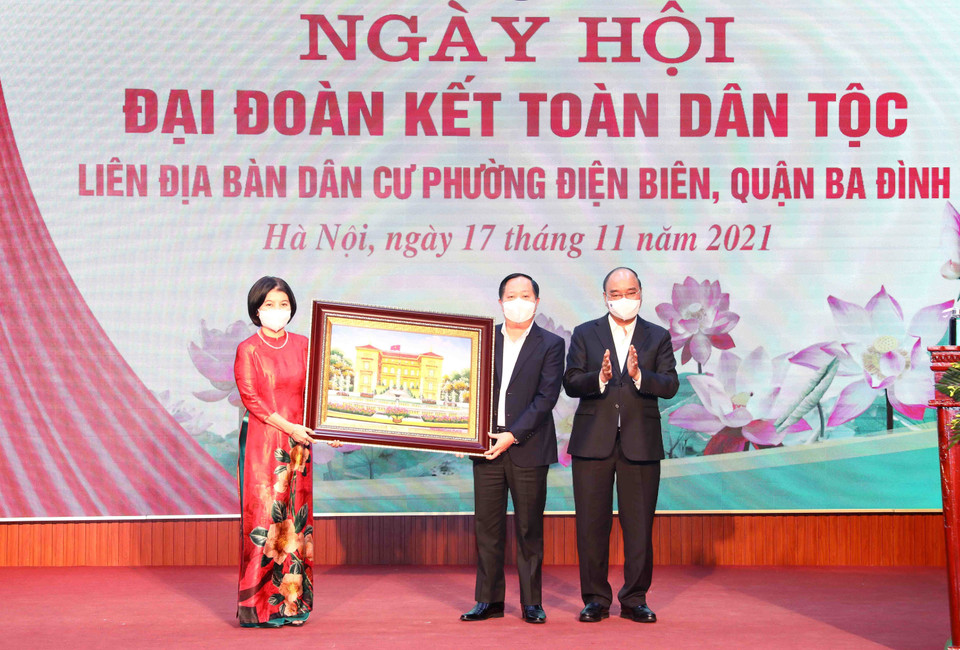 NGÀY HỘI
ĐẠI ĐOÀN KẾT TOÀN DÂN TỘC
LIÊN ĐỊA BÀN DÂN CƯ PHƯỜNG ĐIỆN BIÊN, QUẬN BA ĐÌNH
Hà Nội, ngày 17 tháng 11 năm 2021